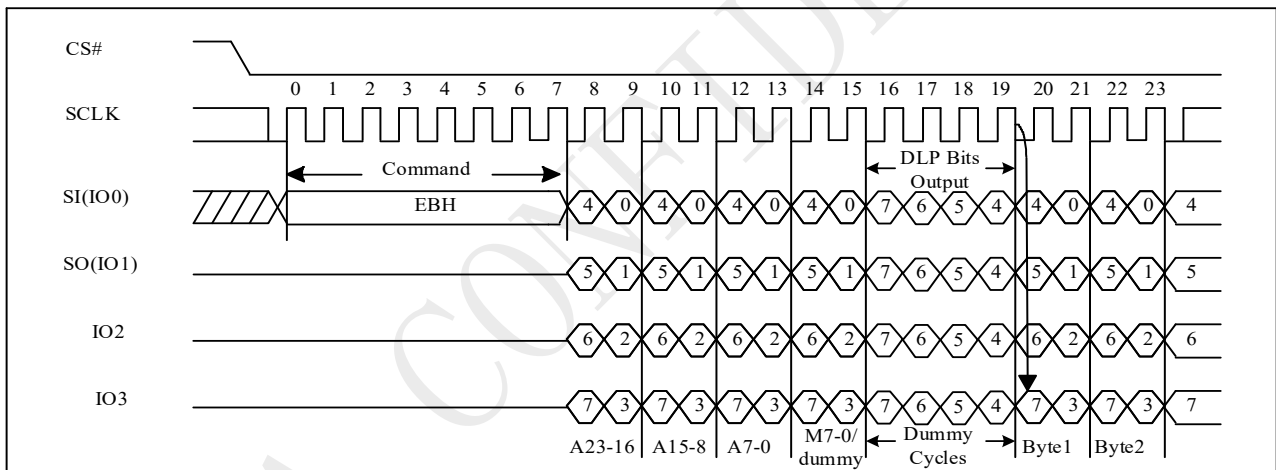 CS#
0 1 2 3 4 5 6 7 8 9 10 11 12 13 14 15 16 17 18 19 20 21 22 23
SCLK
Command
DLP Bits
Output
SI(IO0)
EBH
4 0 4 0 4 0 4 0 7 6 5 4 4 0 4 0 4
SO(IO1)
5 1 5 1 5 1 5 1 7 6 5 4 5 1 5 1 5
IO2
6 2 6 2 6 2 6 2 7 6 5 4 6 2 6 2 6
IO3
7 3 7 3 7 3 7 3 7 6 5 4 7 3 7 3 7
A23-16 A15-8 A7-0 M7-0/
dummy
Dummy
Cycles
Byte1 Byte2
CONFID